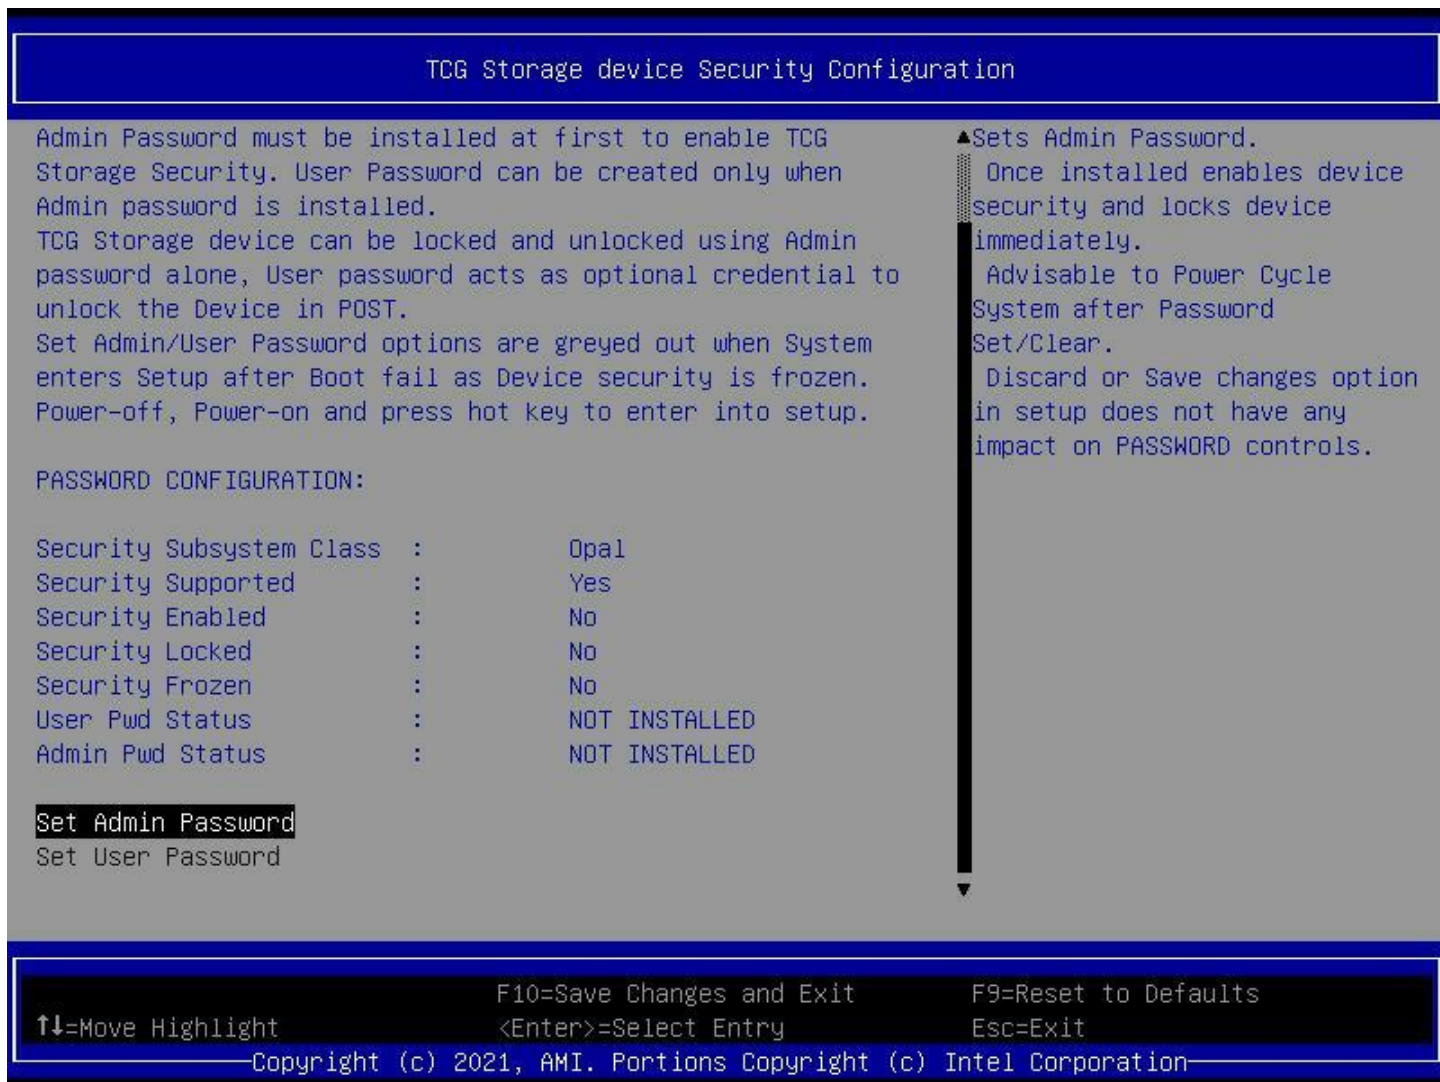 TCG Storage device Security Configuration
Admin Password must be installed at first to enable TCG
Storage Security. User Password can be created only when
Admin password is installed.
TCG Storage device can be locked and unlocked using Admin
password alone, User password acts as optional credential to
unlock the Device in POST.
Set Admin/User Password options are greyed out when System
enters Setup after Boot fail as Device security is frozen.
Power-off, Power-on and press hot key to enter into setup.
PASSWORD CONFIGURATION:
Security Subsystem Class : Opal
Security Supported : Yes
Security Enabled : No
Security Locked : No
Security Frozen : No
User Pwd Status : NOT INSTALLED
Admin Pwd Status : NOT INSTALLED
Set Admin Password
Set User Password
Sets Admin Password.
Once installed enables device
security and locks device
immediately.
Advisable to Power Cycle
System after Password
Set/Clear.
Discard or Save changes option
in setup does not have any
impact on PASSWORD controls.
F10=Save Changes and Exit F9=Reset to Defaults
↑↓=Move Highlight <Enter>=Select Entry Esc=Exit
Copyright (c) 2021, AMI. Portions Copyright (c) Intel Corporation